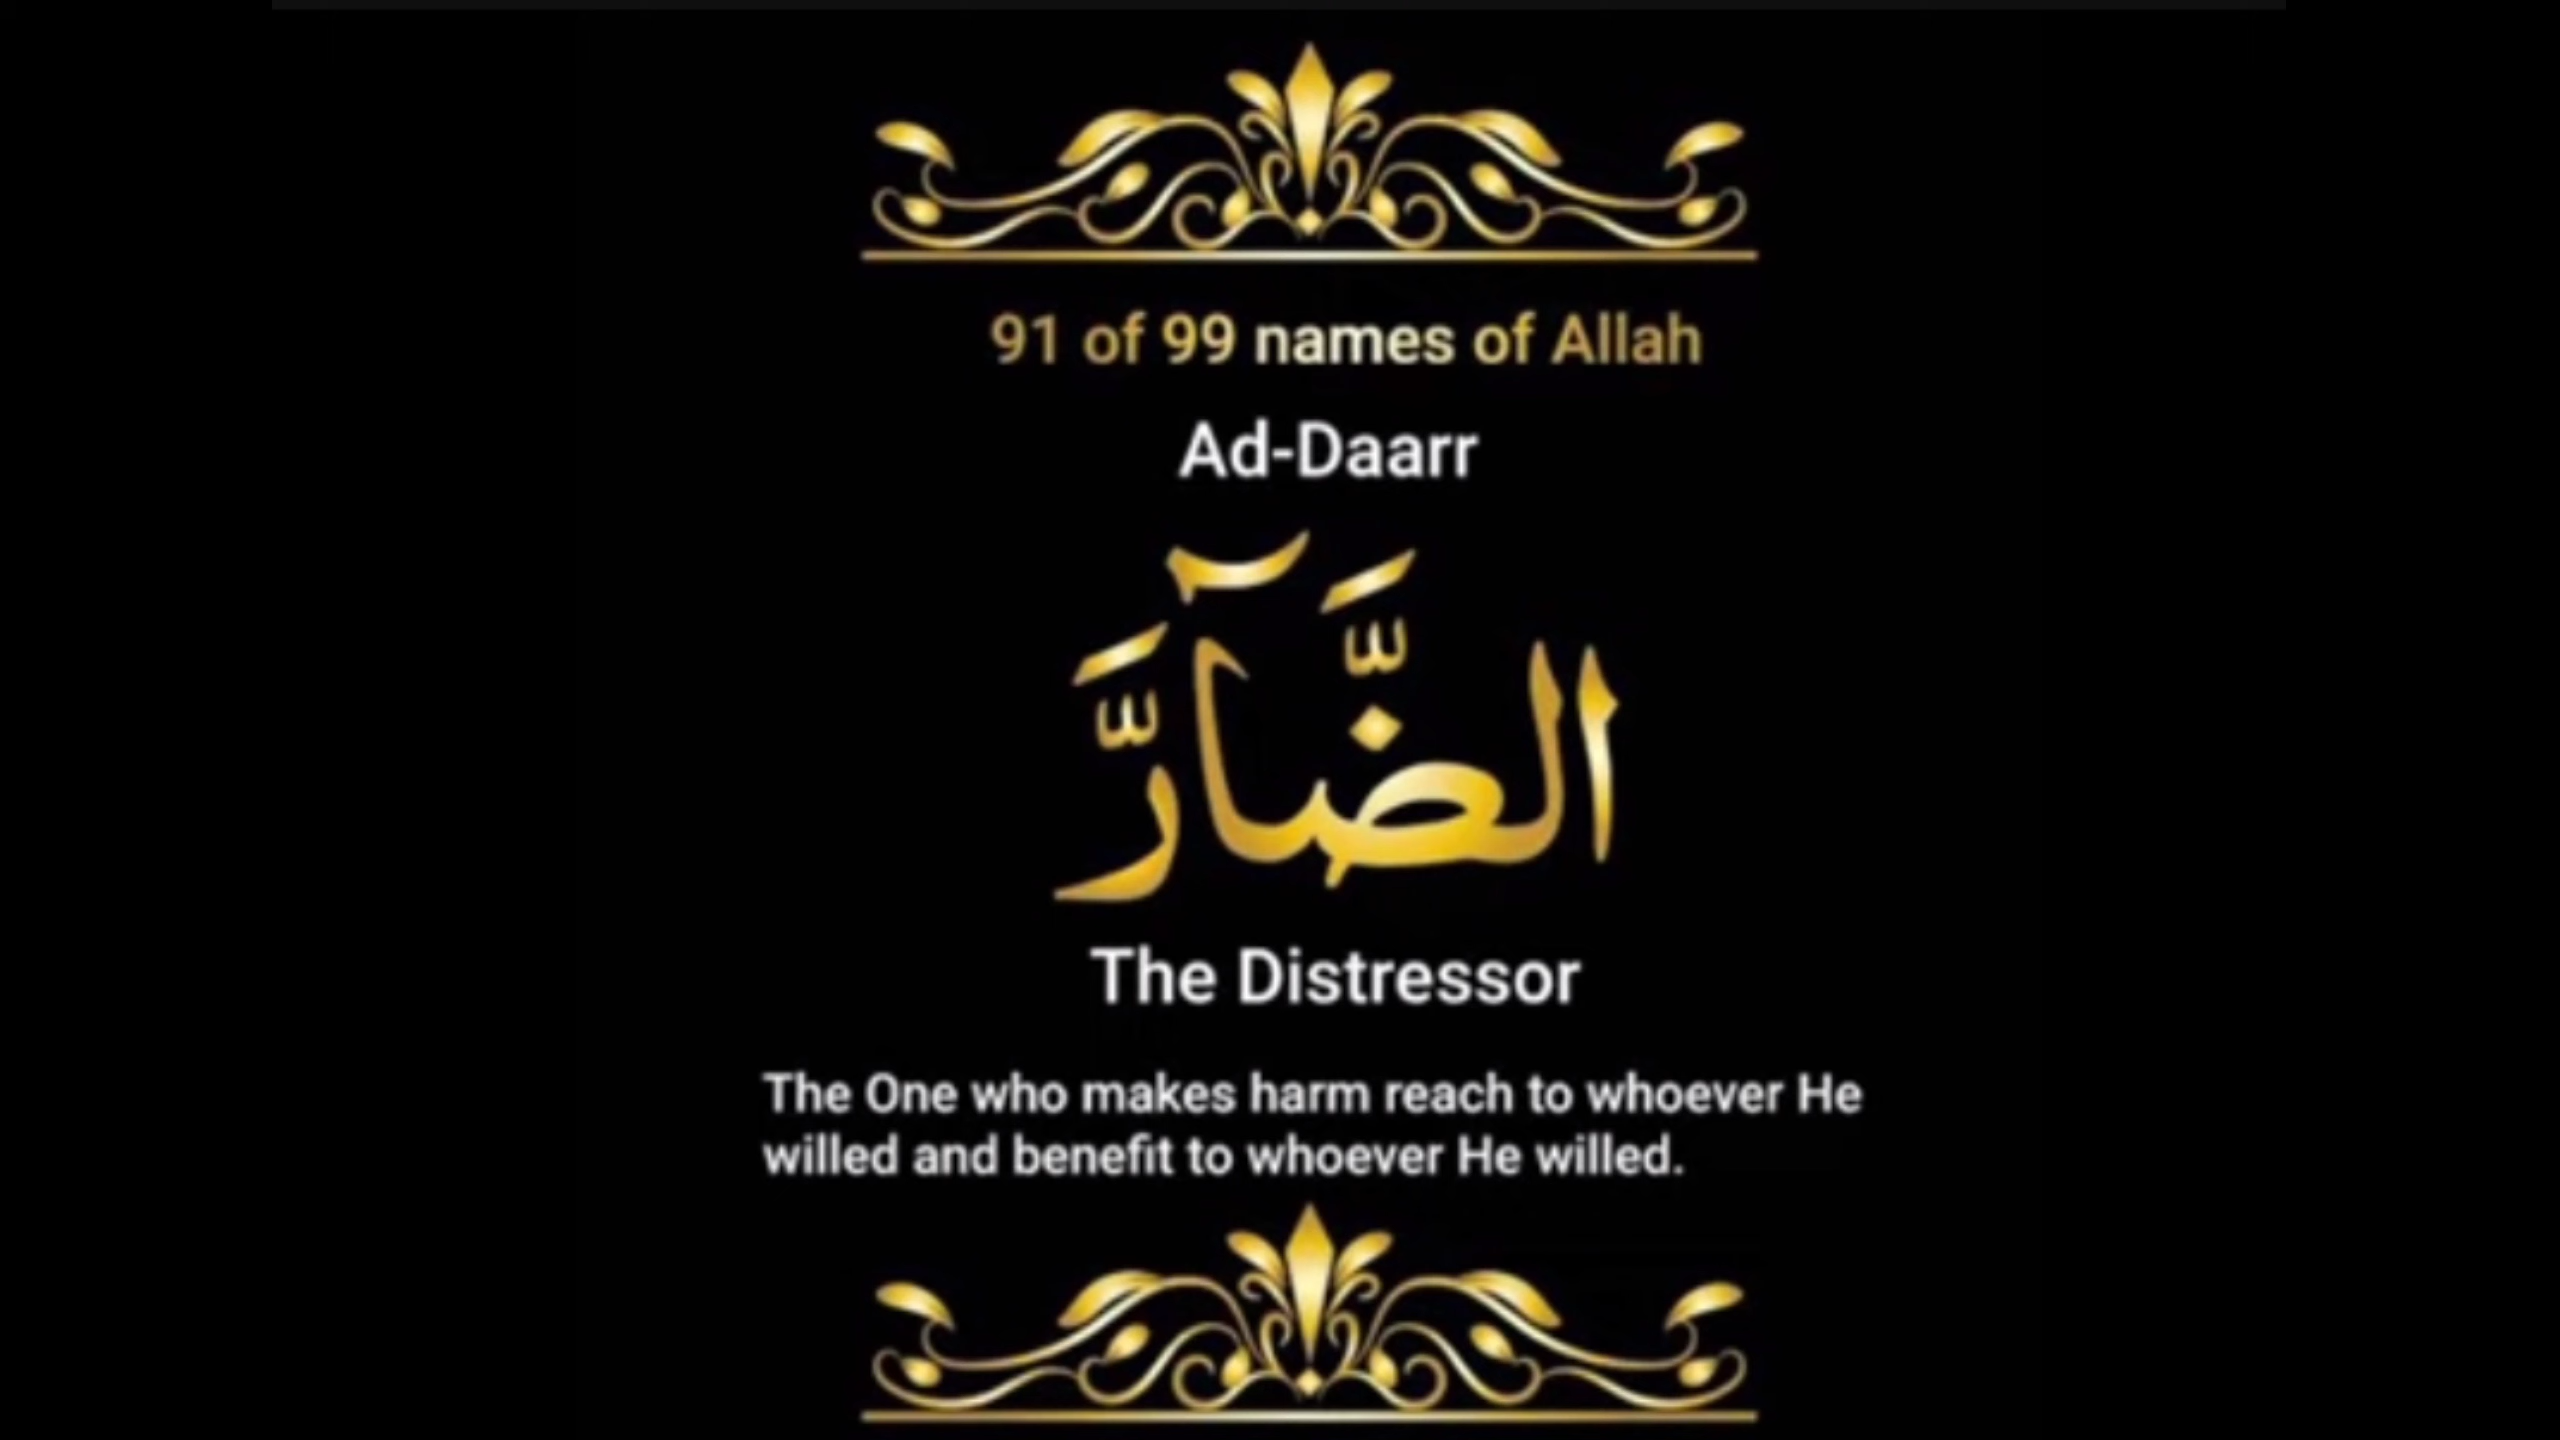 91 of 99 names of Allah
Ad-Daarr
الضَّآرَّ
The Distressor
The One who makes harm reach to whoever He
willed and benefit to whoever He willed.